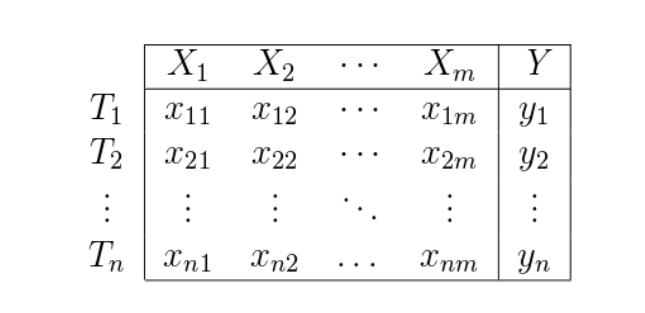 X₁ X₂ ⋯ Xₘ Y
T₁ x₁₁ x₁₂ ⋯ x₁ₘ y₁
T₂ x₂₁ x₂₂ ⋯ x₂ₘ y₂
⋮ ⋮ ⋮ ⋱ ⋮ ⋮
Tₙ xₙ₁ xₙ₂ … xₙₘ yₙ